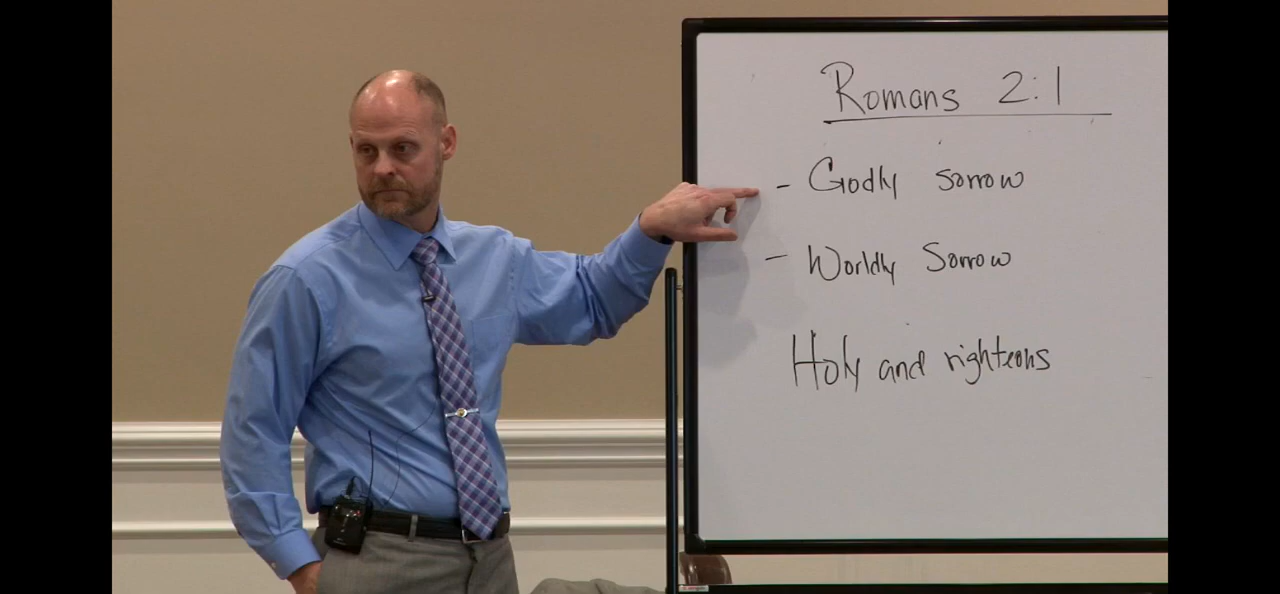 Romans 2:1
- Godly sorrow
- Worldly Sorrow
Holy and righteous